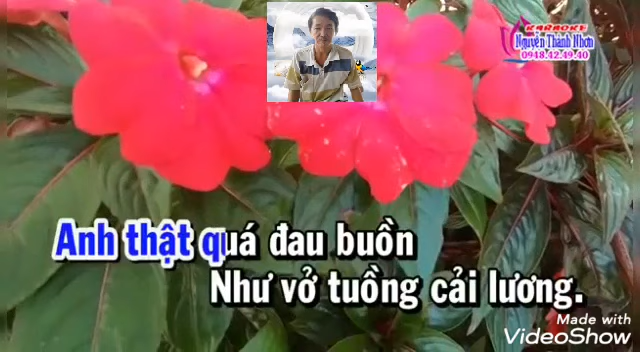 KARAOKE
Nguyễn Thành Nhơn
0948.42.49.40
Anh thật quá đau buồn
Như vở tuồng cải lương.
Made with
VideoShow